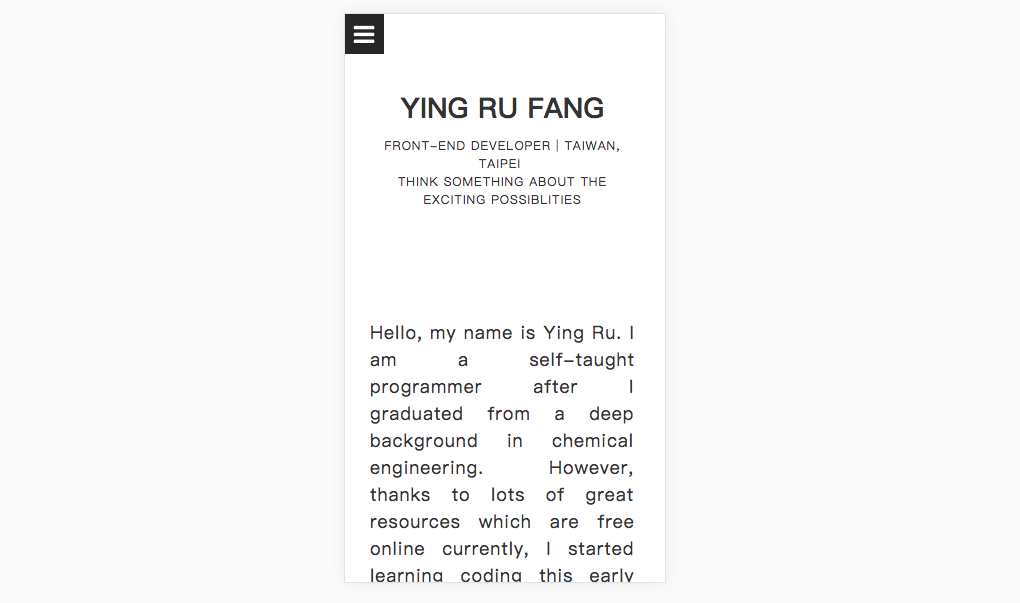 YING RU FANG
FRONT-END DEVELOPER | TAIWAN,
TAIPEI
THINK SOMETHING ABOUT THE
EXCITING POSSIBLITIES
Hello, my name is Ying Ru. I
am a self-taught
programmer after I
graduated from a deep
background in chemical
engineering. However,
thanks to lots of great
resources which are free
online currently, I started
learning coding this early